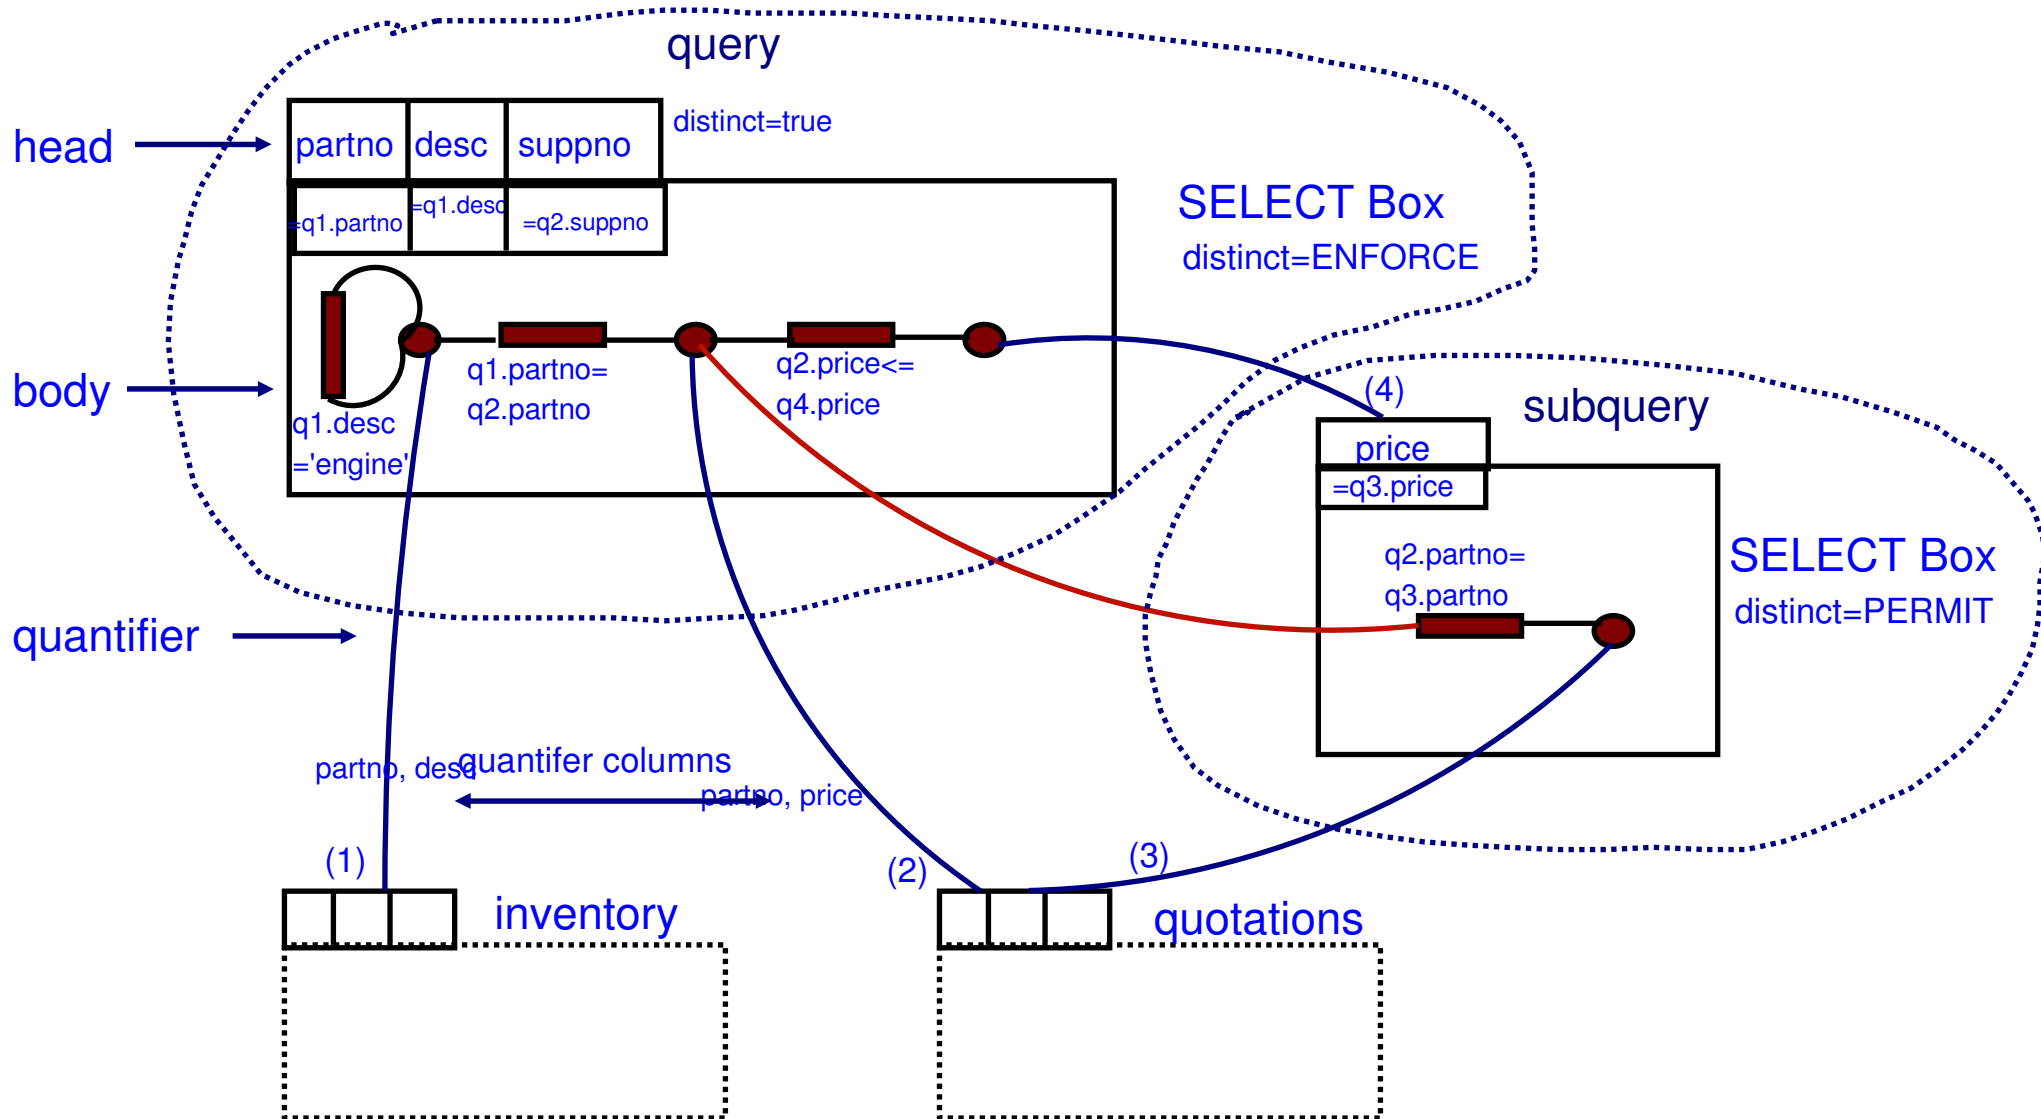 query
head
partno
desc
suppno
distinct=true
=q1.partno
=q1.desc
=q2.suppno
SELECT Box
distinct=ENFORCE
body
q1.desc
='engine'
q1.partno=
q2.partno
q2.price<=
q4.price
(4)
subquery
price
=q3.price
q2.partno=
q3.partno
SELECT Box
distinct=PERMIT
quantifier
partno, desc
quantifer columns
partno, price
(1)
(2)
(3)
inventory
quotations